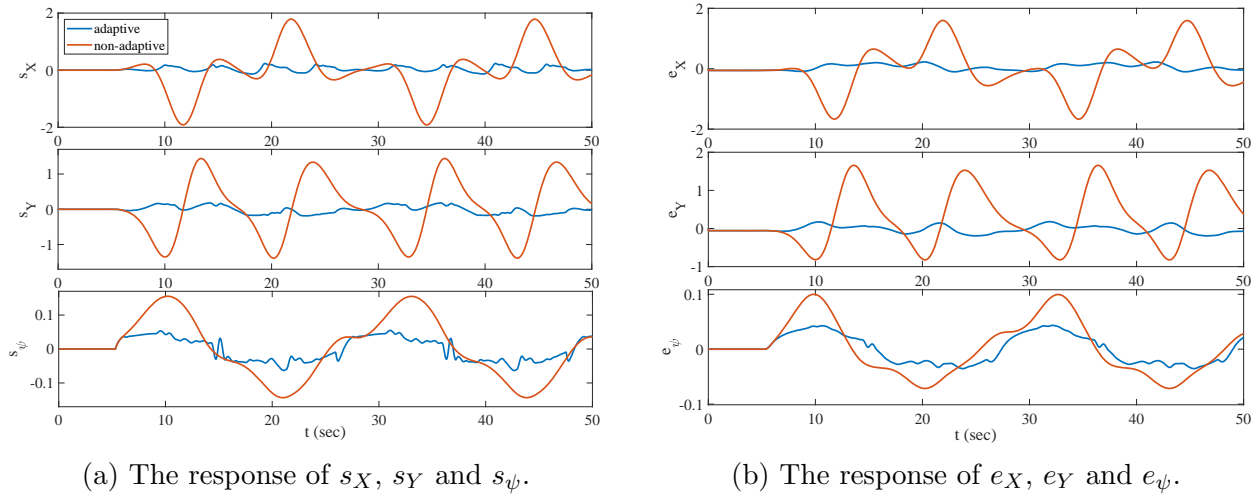 adaptive
non-adaptive
s_X
2
0
-2
0 10 20 30 40 50
s_Y
1
0
-1
0 10 20 30 40 50
s_ψ
0.1
0
-0.1
0 10 20 30 40 50
t (sec)
(a) The response of s_X, s_Y and s_ψ.
e_X
2
0
-2
0 10 20 30 40 50
e_Y
2
1
0
-1
0 10 20 30 40 50
e_ψ
0.1
0
-0.1
0 10 20 30 40 50
t (sec)
(b) The response of e_X, e_Y and e_ψ.